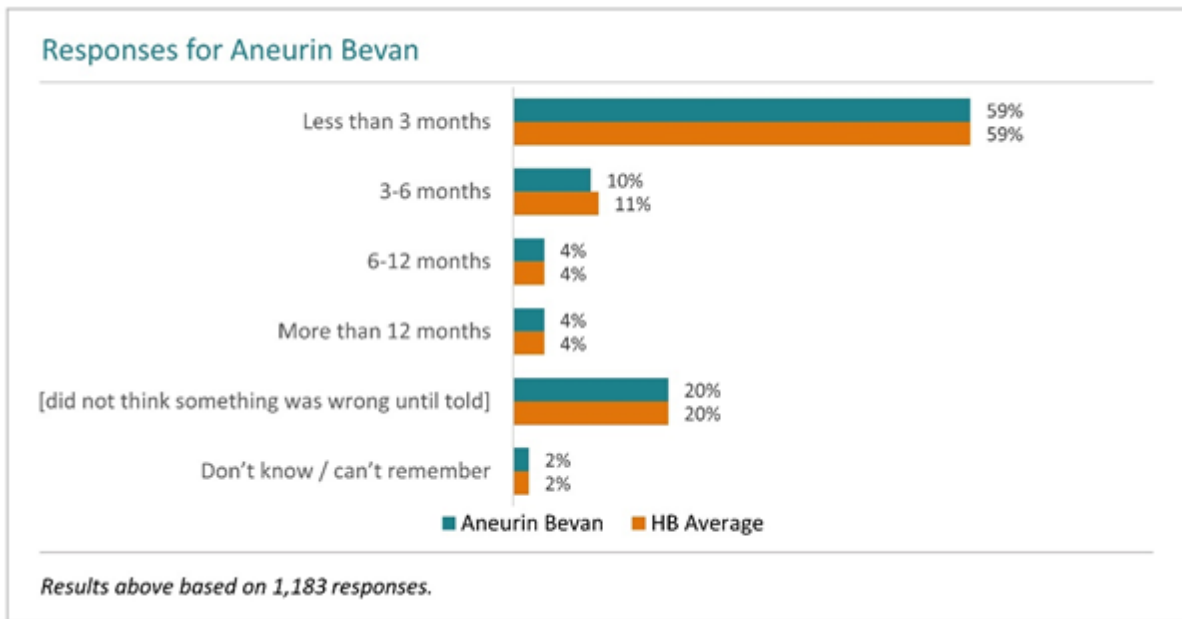 Responses for Aneurin Bevan
Less than 3 months
59%
59%
3-6 months
10%
11%
6-12 months
4%
4%
More than 12 months
4%
4%
[did not think something was wrong until told]
20%
20%
Don’t know / can’t remember
2%
2%
Aneurin Bevan HB Average
Results above based on 1,183 responses.